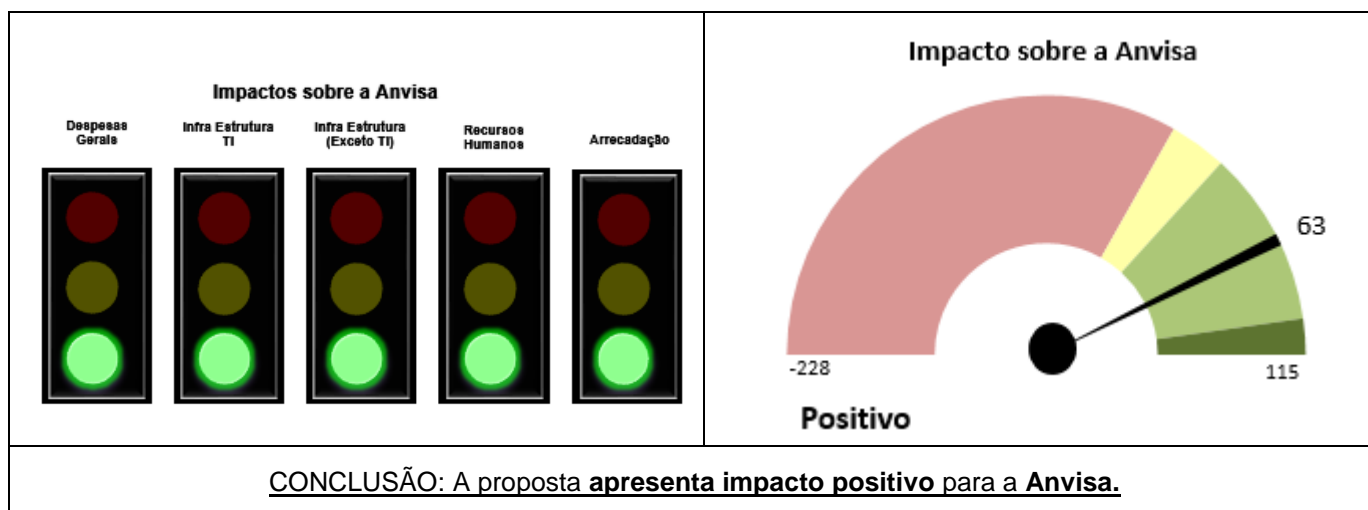 Impactos sobre a Anvisa
Despesas
Gerais
Infra Estrutura
TI
Infra Estrutura
(Exceto TI)
Recursos
Humanos
Arrecadação
Impacto sobre a Anvisa
63
-228
115
Positivo
CONCLUSÃO: A proposta apresenta impacto positivo para a Anvisa.